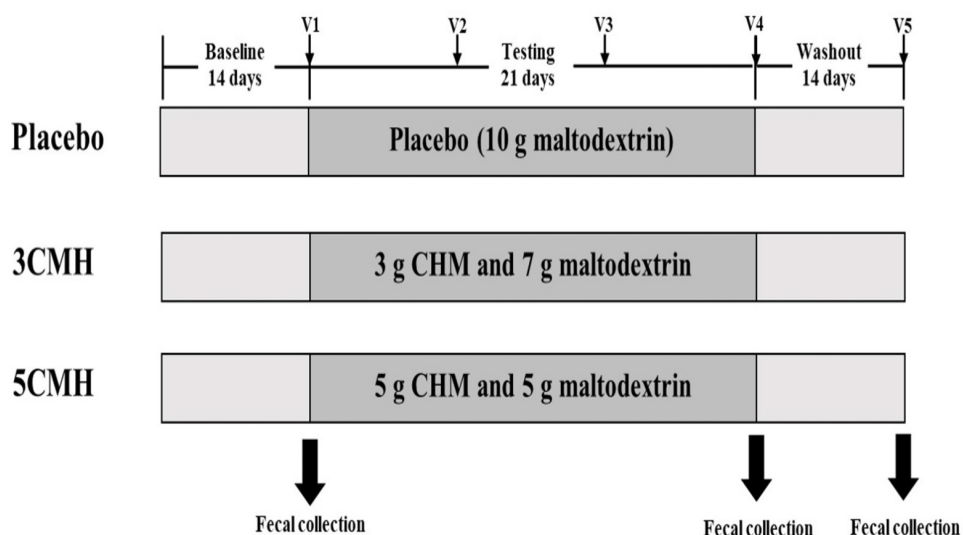 V1 V2 V3 V4 V5
Baseline Testing Washout
14 days 21 days 14 days
Placebo Placebo (10 g maltodextrin)
3CMH 3 g CHM and 7 g maltodextrin
5CMH 5 g CHM and 5 g maltodextrin
Fecal collection Fecal collection Fecal collection